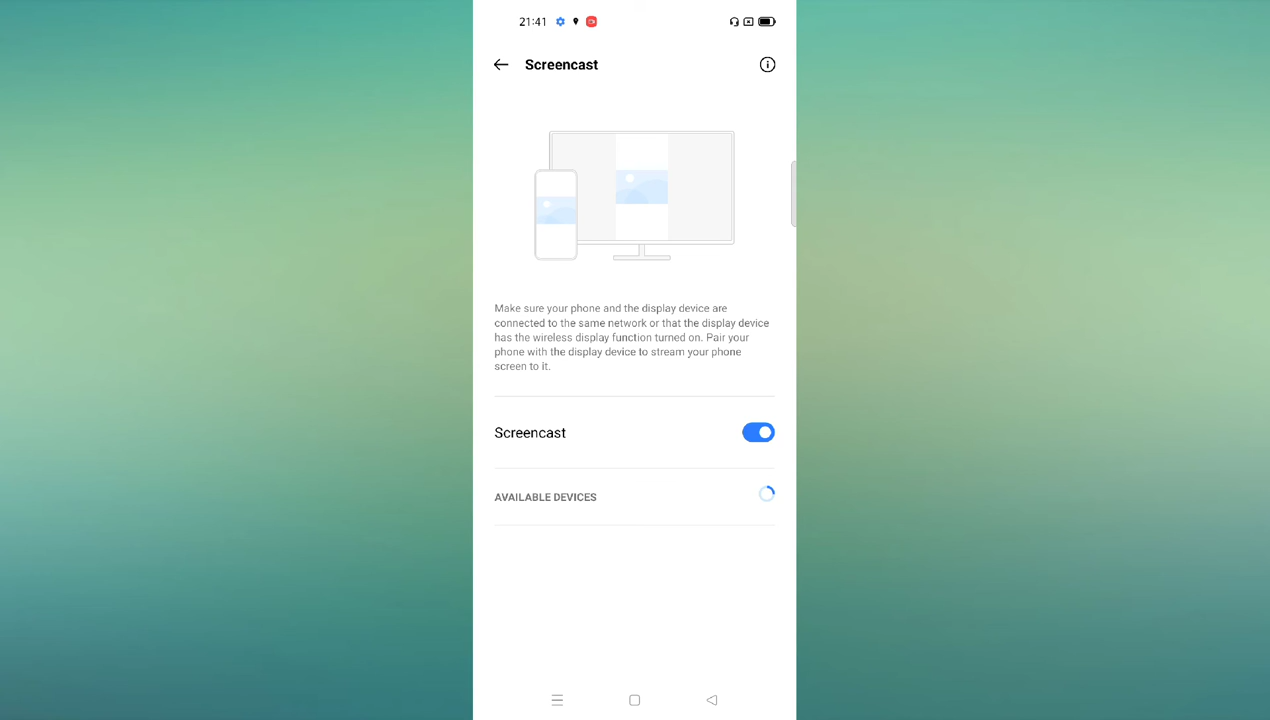 21:41
Screencast
Make sure your phone and the display device are
connected to the same network or that the display device
has the wireless display function turned on. Pair your
phone with the display device to stream your phone
screen to it.
Screencast
AVAILABLE DEVICES